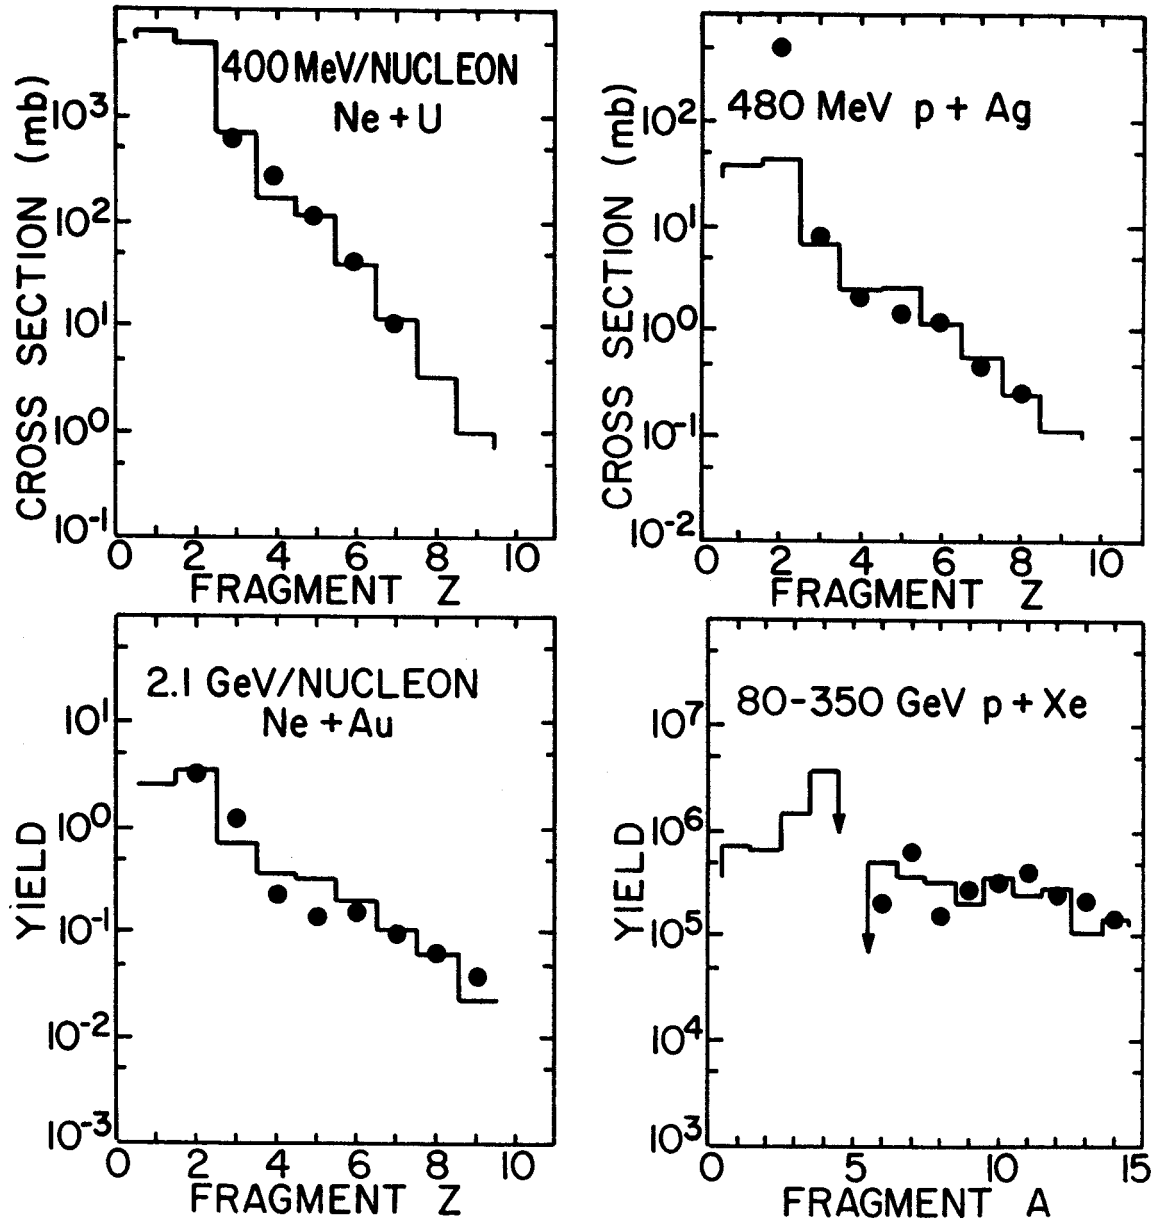 400 MeV/NUCLEON
Ne + U
CROSS SECTION (mb)
10³
10²
10¹
10⁰
10⁻¹
0 2 4 6 8 10
FRAGMENT Z
480 MeV p + Ag
CROSS SECTION (mb)
10²
10¹
10⁰
10⁻¹
10⁻²
0 2 4 6 8 10
FRAGMENT Z
2.1 GeV/NUCLEON
Ne + Au
YIELD
10¹
10⁰
10⁻¹
10⁻²
10⁻³
0 2 4 6 8 10
FRAGMENT Z
80-350 GeV p + Xe
YIELD
10⁷
10⁶
10⁵
10⁴
10³
0 5 10 15
FRAGMENT A